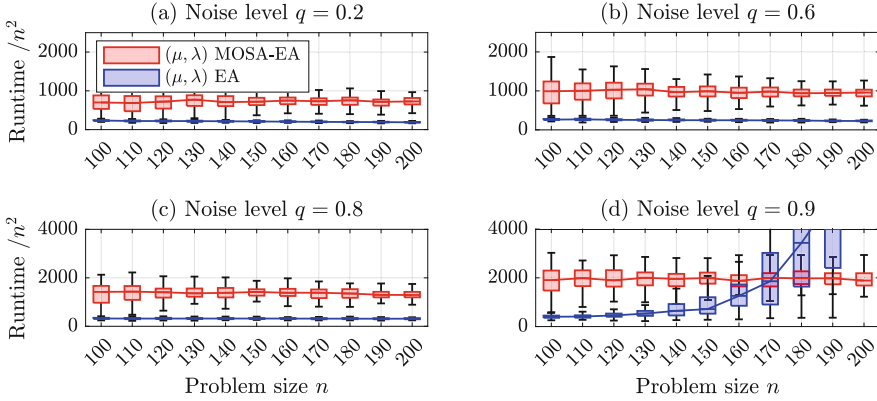 (a) Noise level q = 0.2
(b) Noise level q = 0.6
Runtime /n²
2000
1000
0
(μ, λ) MOSA-EA
(μ, λ) EA
100 110 120 130 140 150 160 170 180 190 200
2000
1000
0
100 110 120 130 140 150 160 170 180 190 200
(c) Noise level q = 0.8
(d) Noise level q = 0.9
Runtime /n²
4000
2000
0
100 110 120 130 140 150 160 170 180 190 200
4000
2000
0
100 110 120 130 140 150 160 170 180 190 200
Problem size n
Problem size n